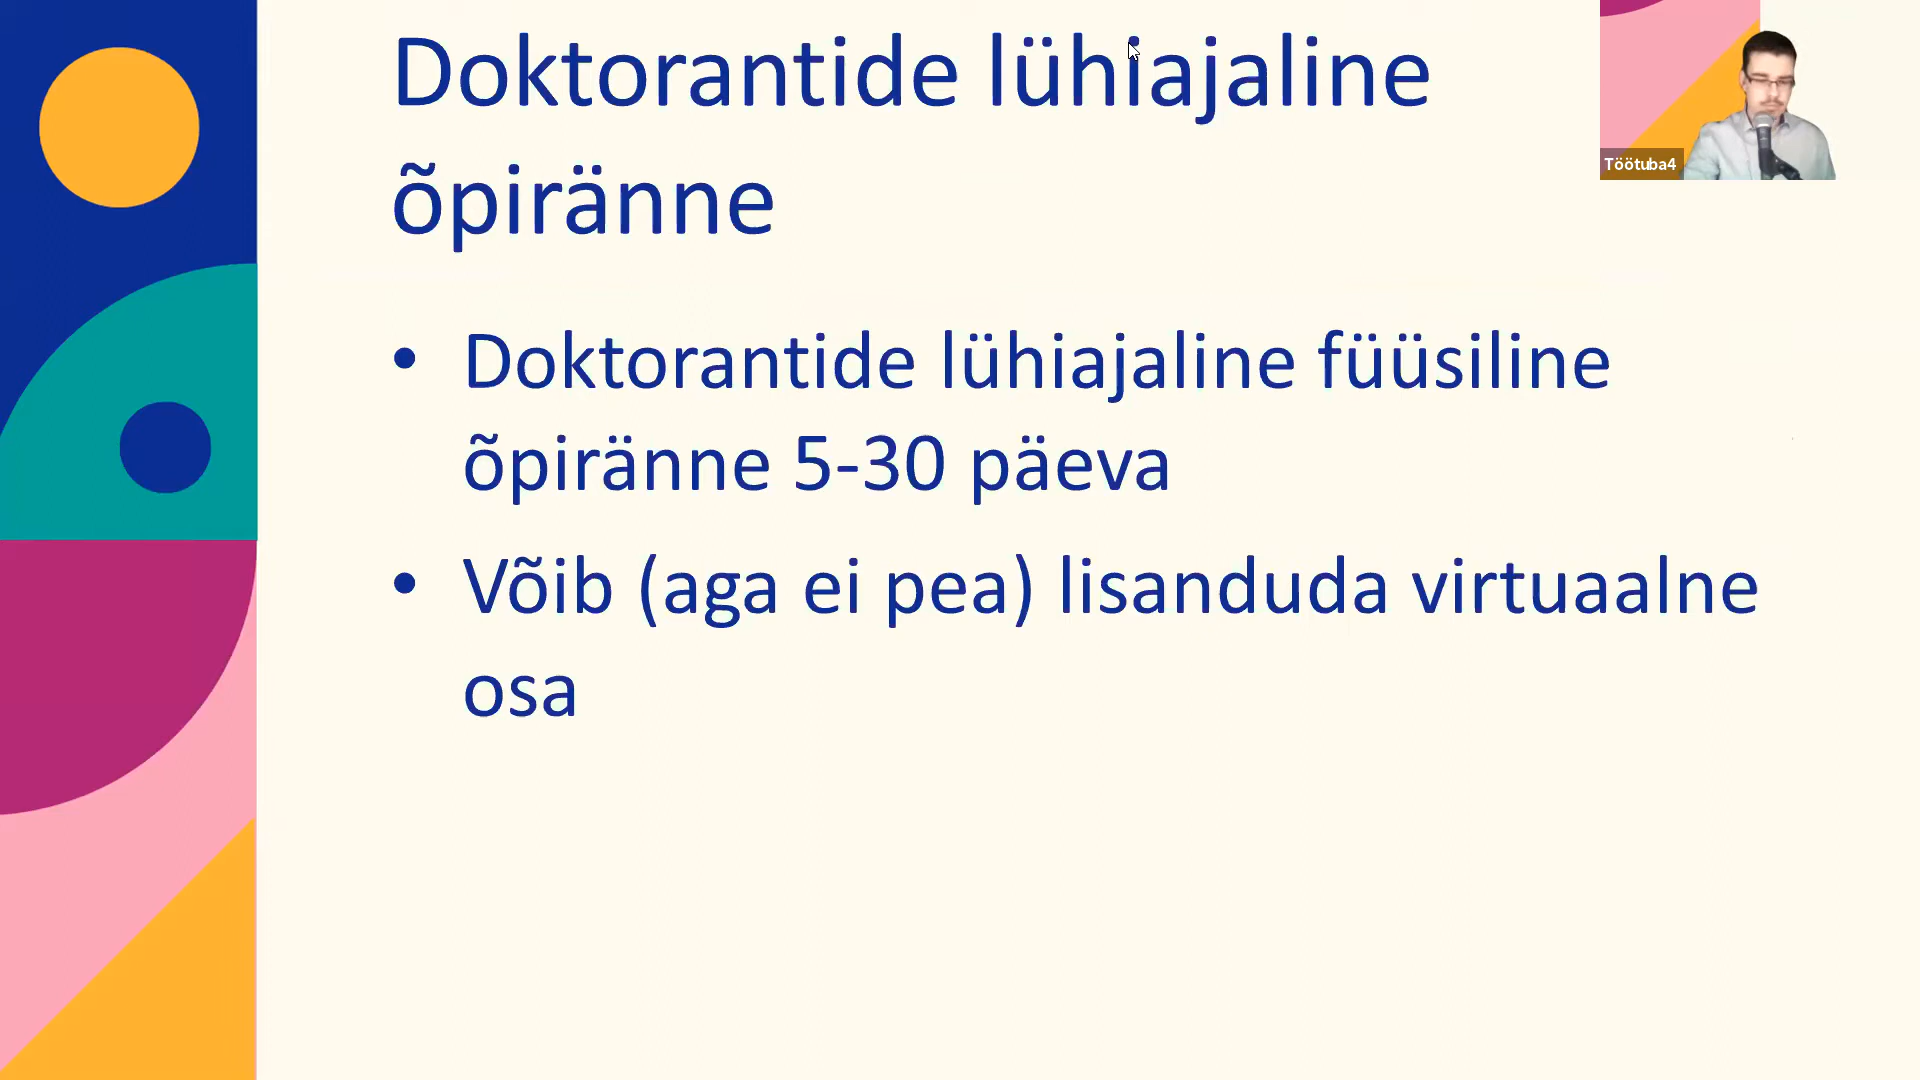 Doktorantide lühiajaline
õpiränne
Töötuba4
• Doktorantide lühiajaline füüsiline
õpiränne 5-30 päeva
• Võib (aga ei pea) lisanduda virtuaalne
osa